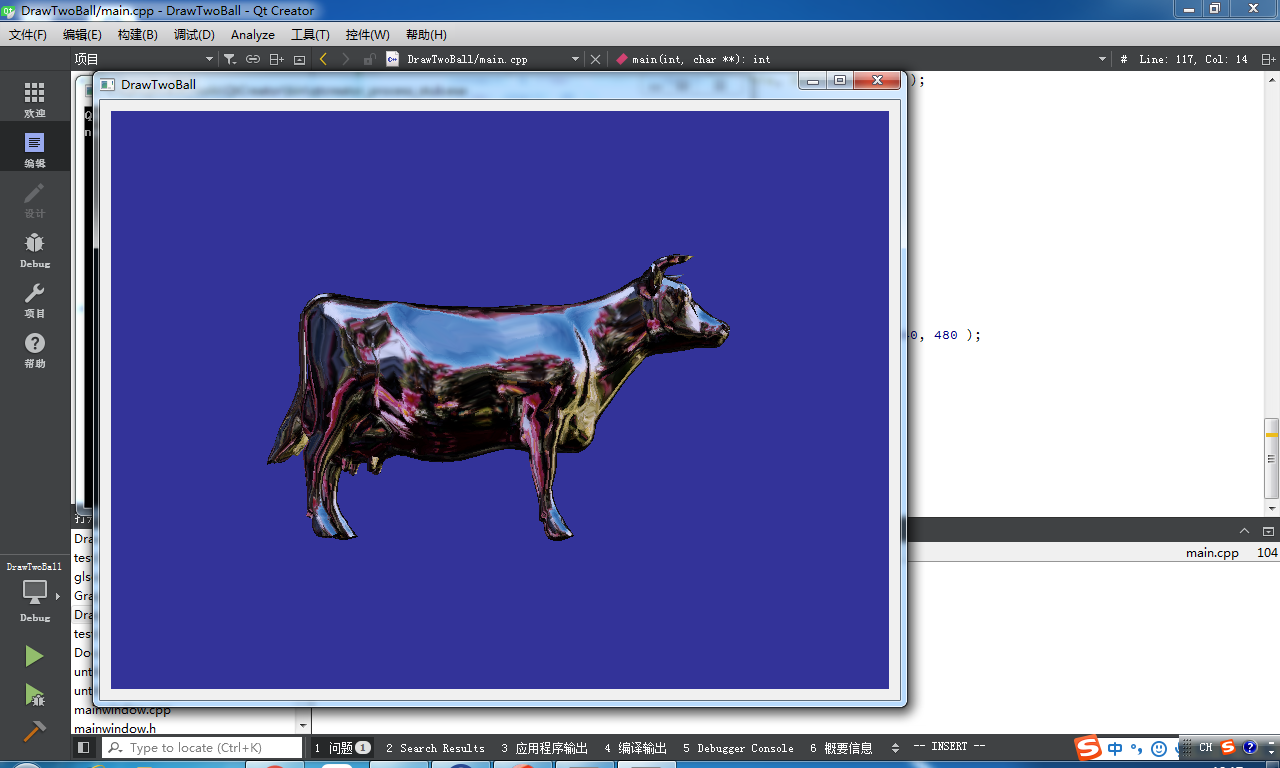 DrawTwoBall/main.cpp - DrawTwoBall - Qt Creator
文件(F) 编辑(E) 构建(B) 调试(D) Analyze 工具(T) 控件(W) 帮助(H)
项目 DrawTwoBall/main.cpp main(int, char **): int # Line: 117, Col: 14
DrawTwoBall
);
欢迎
编辑
设计
Debug
项目
帮助
0, 480 );
main.cpp 104
Dra
test
gls
Gra
Dra
test
Do
unt
unt
mainwindow.cpp
mainwindow.h
DrawTwoBall
Debug
Type to locate (Ctrl+K) 1 问题 1 2 Search Results 3 应用程序输出 4 编译输出 5 Debugger Console 6 概要信息 -- INSERT --
中 CH